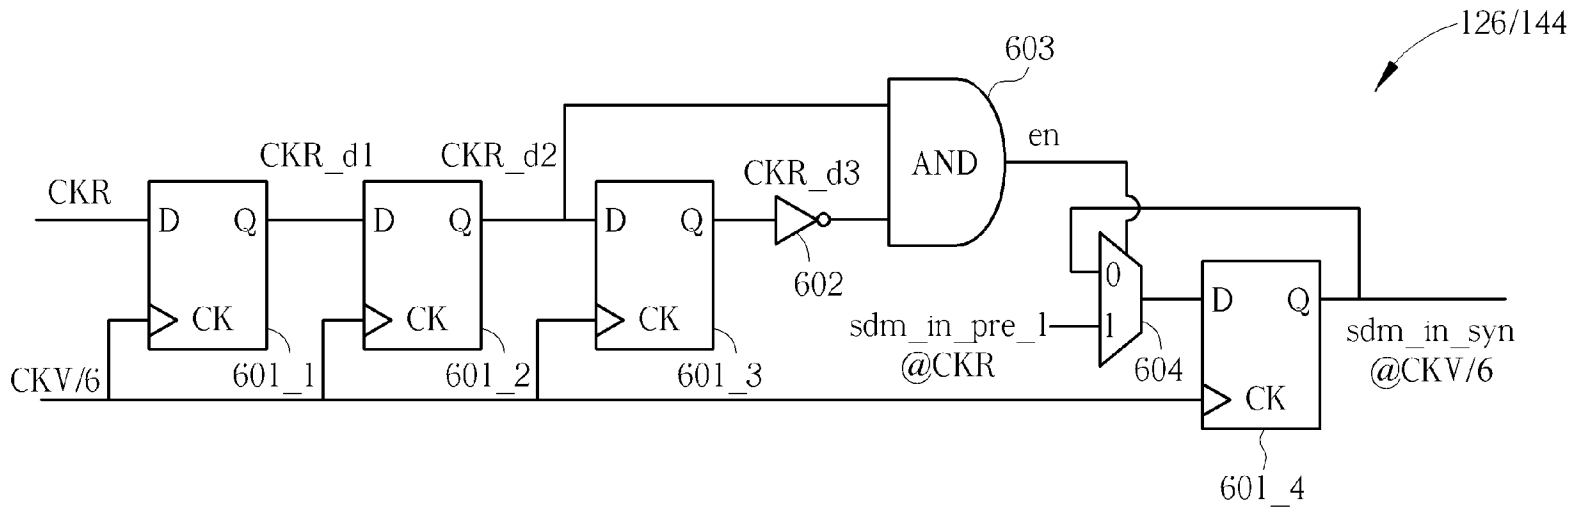 126/144
603
en
CKR
CKR_d1
CKR_d2
CKR_d3
AND
D
Q
D
Q
D
Q
602
0
1
D
Q
CK
CK
CK
sdm_in_pre_1
@CKR
604
sdm_in_syn
@CKV/6
CKV/6
601_1
601_2
601_3
CK
601_4